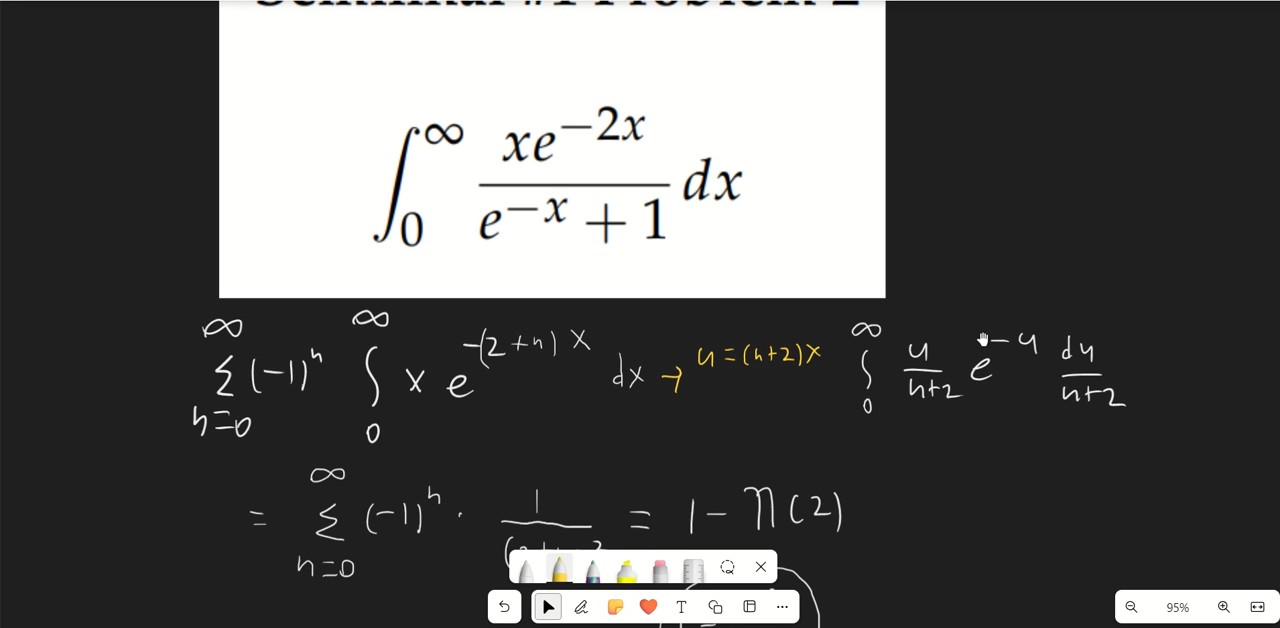 ∫₀^∞ xe^{−2x} / (e^{−x} + 1) dx
∑_{n=0}^∞ (−1)^n ∫₀^∞ x e^{−(2+n)x} dx → u = (n+2)x ∫₀^∞ u/(n+2) e^{−u} du/(n+2)
= ∑_{n=0}^∞ (−1)^n · 1 = 1 − η(2)
T
95%